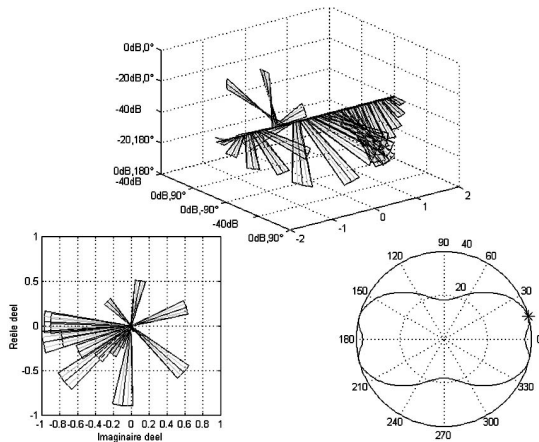 0dB,0°
-20dB,0°
-40dB
-20,180°
0dB,180°
-40dB
0dB,90°
0dB,-90°
-40dB
0dB,90°
-2
-1
0
1
2
1
0.5
0
-0.5
-1
Reële deel
-1 -0.8 -0.6 -0.4 -0.2 0 0.2 0.4 0.6 0.8 1
Imaginaire deel
90 40
120 60
20
150 30
180 0
210 330
240 300
270